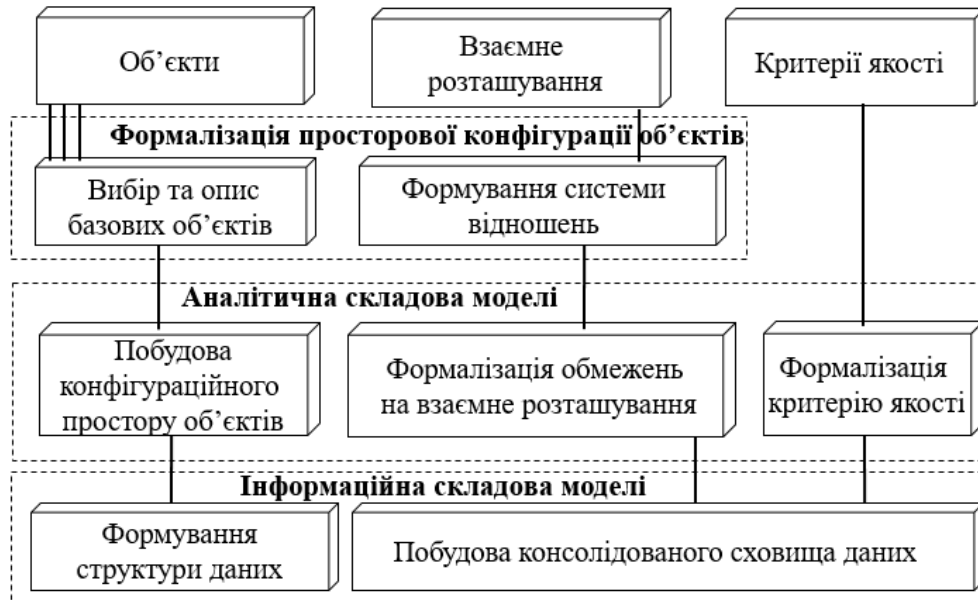 Об’єкти
Взаємне
розташування
Критерії якості
Формалізація просторової конфігурації об’єктів
Вибір та опис
базових об’єктів
Формування системи
відношень
Аналітична складова моделі
Побудова
конфігураційного
простору об’єктів
Формалізація обмежень
на взаємне розташування
Формалізація
критерію якості
Інформаційна складова моделі
Формування
структури даних
Побудова консолідованого сховища даних